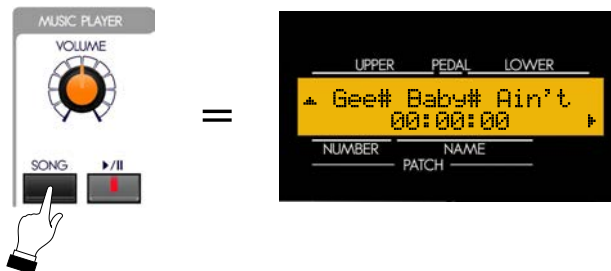 MUSIC PLAYER
VOLUME
SONG ▶/II
=
UPPER PEDAL LOWER
Gee# Baby# Ain't
00:00:00
NUMBER NAME
PATCH